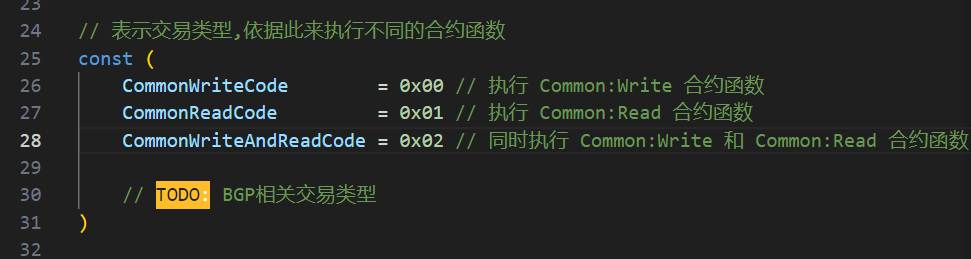 23
24 // 表示交易类型,依据此来执行不同的合约函数
25 const (
26 CommonWriteCode = 0x00 // 执行 Common:Write 合约函数
27 CommonReadCode = 0x01 // 执行 Common:Read 合约函数
28 CommonWriteAndReadCode = 0x02 // 同时执行 Common:Write 和 Common:Read 合约函数
29
30 // TODO: BGP相关交易类型
31 )
32